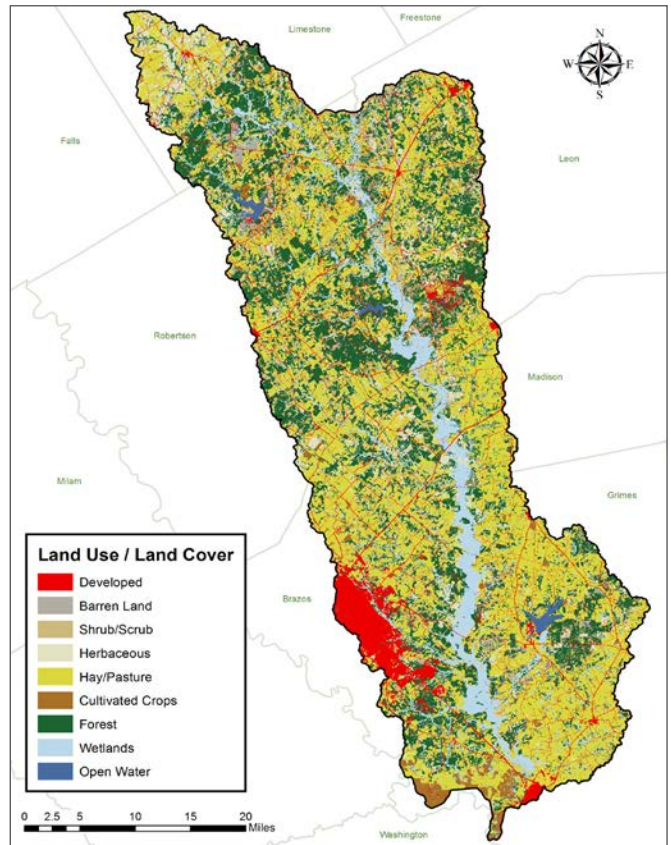 Freestone
Limestone
N
W E
S
Falls
Leon
Robertson
Madison
Milam
Grimes
Land Use / Land Cover
Developed
Barren Land
Shrub/Scrub
Herbaceous
Hay/Pasture
Cultivated Crops
Forest
Wetlands
Open Water
Brazos
0 2.5 5 10 15 20
Miles
Washington